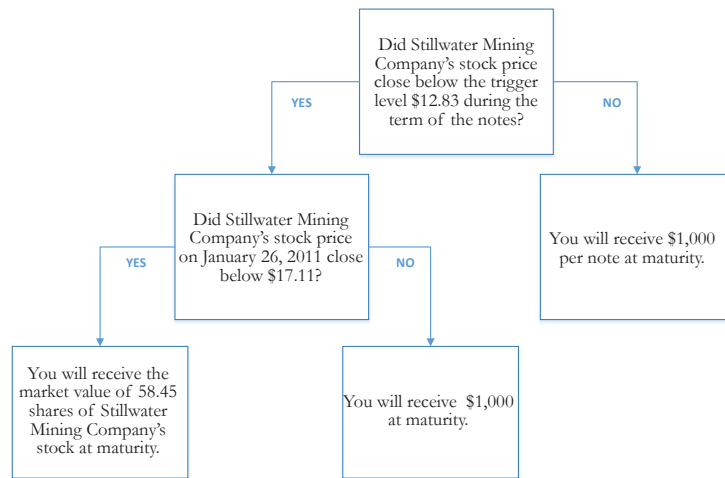 Did Stillwater Mining
Company's stock price
close below the trigger
level $12.83 during the
term of the notes?
YES
NO
Did Stillwater Mining
Company's stock price
on January 26, 2011 close
below $17.11?
You will receive $1,000
per note at maturity.
YES
NO
You will receive the
market value of 58.45
shares of Stillwater
Mining Company's
stock at maturity.
You will receive  $1,000
at maturity.